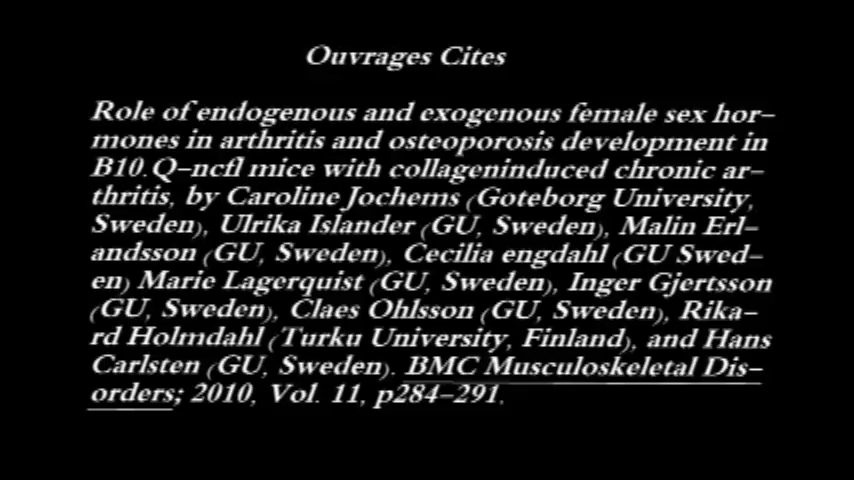 Ouvrages Cites
Role of endogenous and exogenous female sex hor-
mones in arthritis and osteoporosis development in
B10.Q-ncfl mice with collageninduced chronic ar-
thritis, by Caroline Jochems (Goteborg University,
Sweden), Ulrika Islander (GU, Sweden), Malin Erl-
andsson (GU, Sweden), Cecilia engdahl (GU Swed-
en) Marie Lagerquist (GU, Sweden), Inger Gjertsson
(GU, Sweden), Claes Ohlsson (GU, Sweden), Rika-
rd Holmdahl (Turku University, Finland), and Hans
Carlsten (GU, Sweden). BMC Musculoskeletal Dis-
orders; 2010, Vol. 11, p284-291.